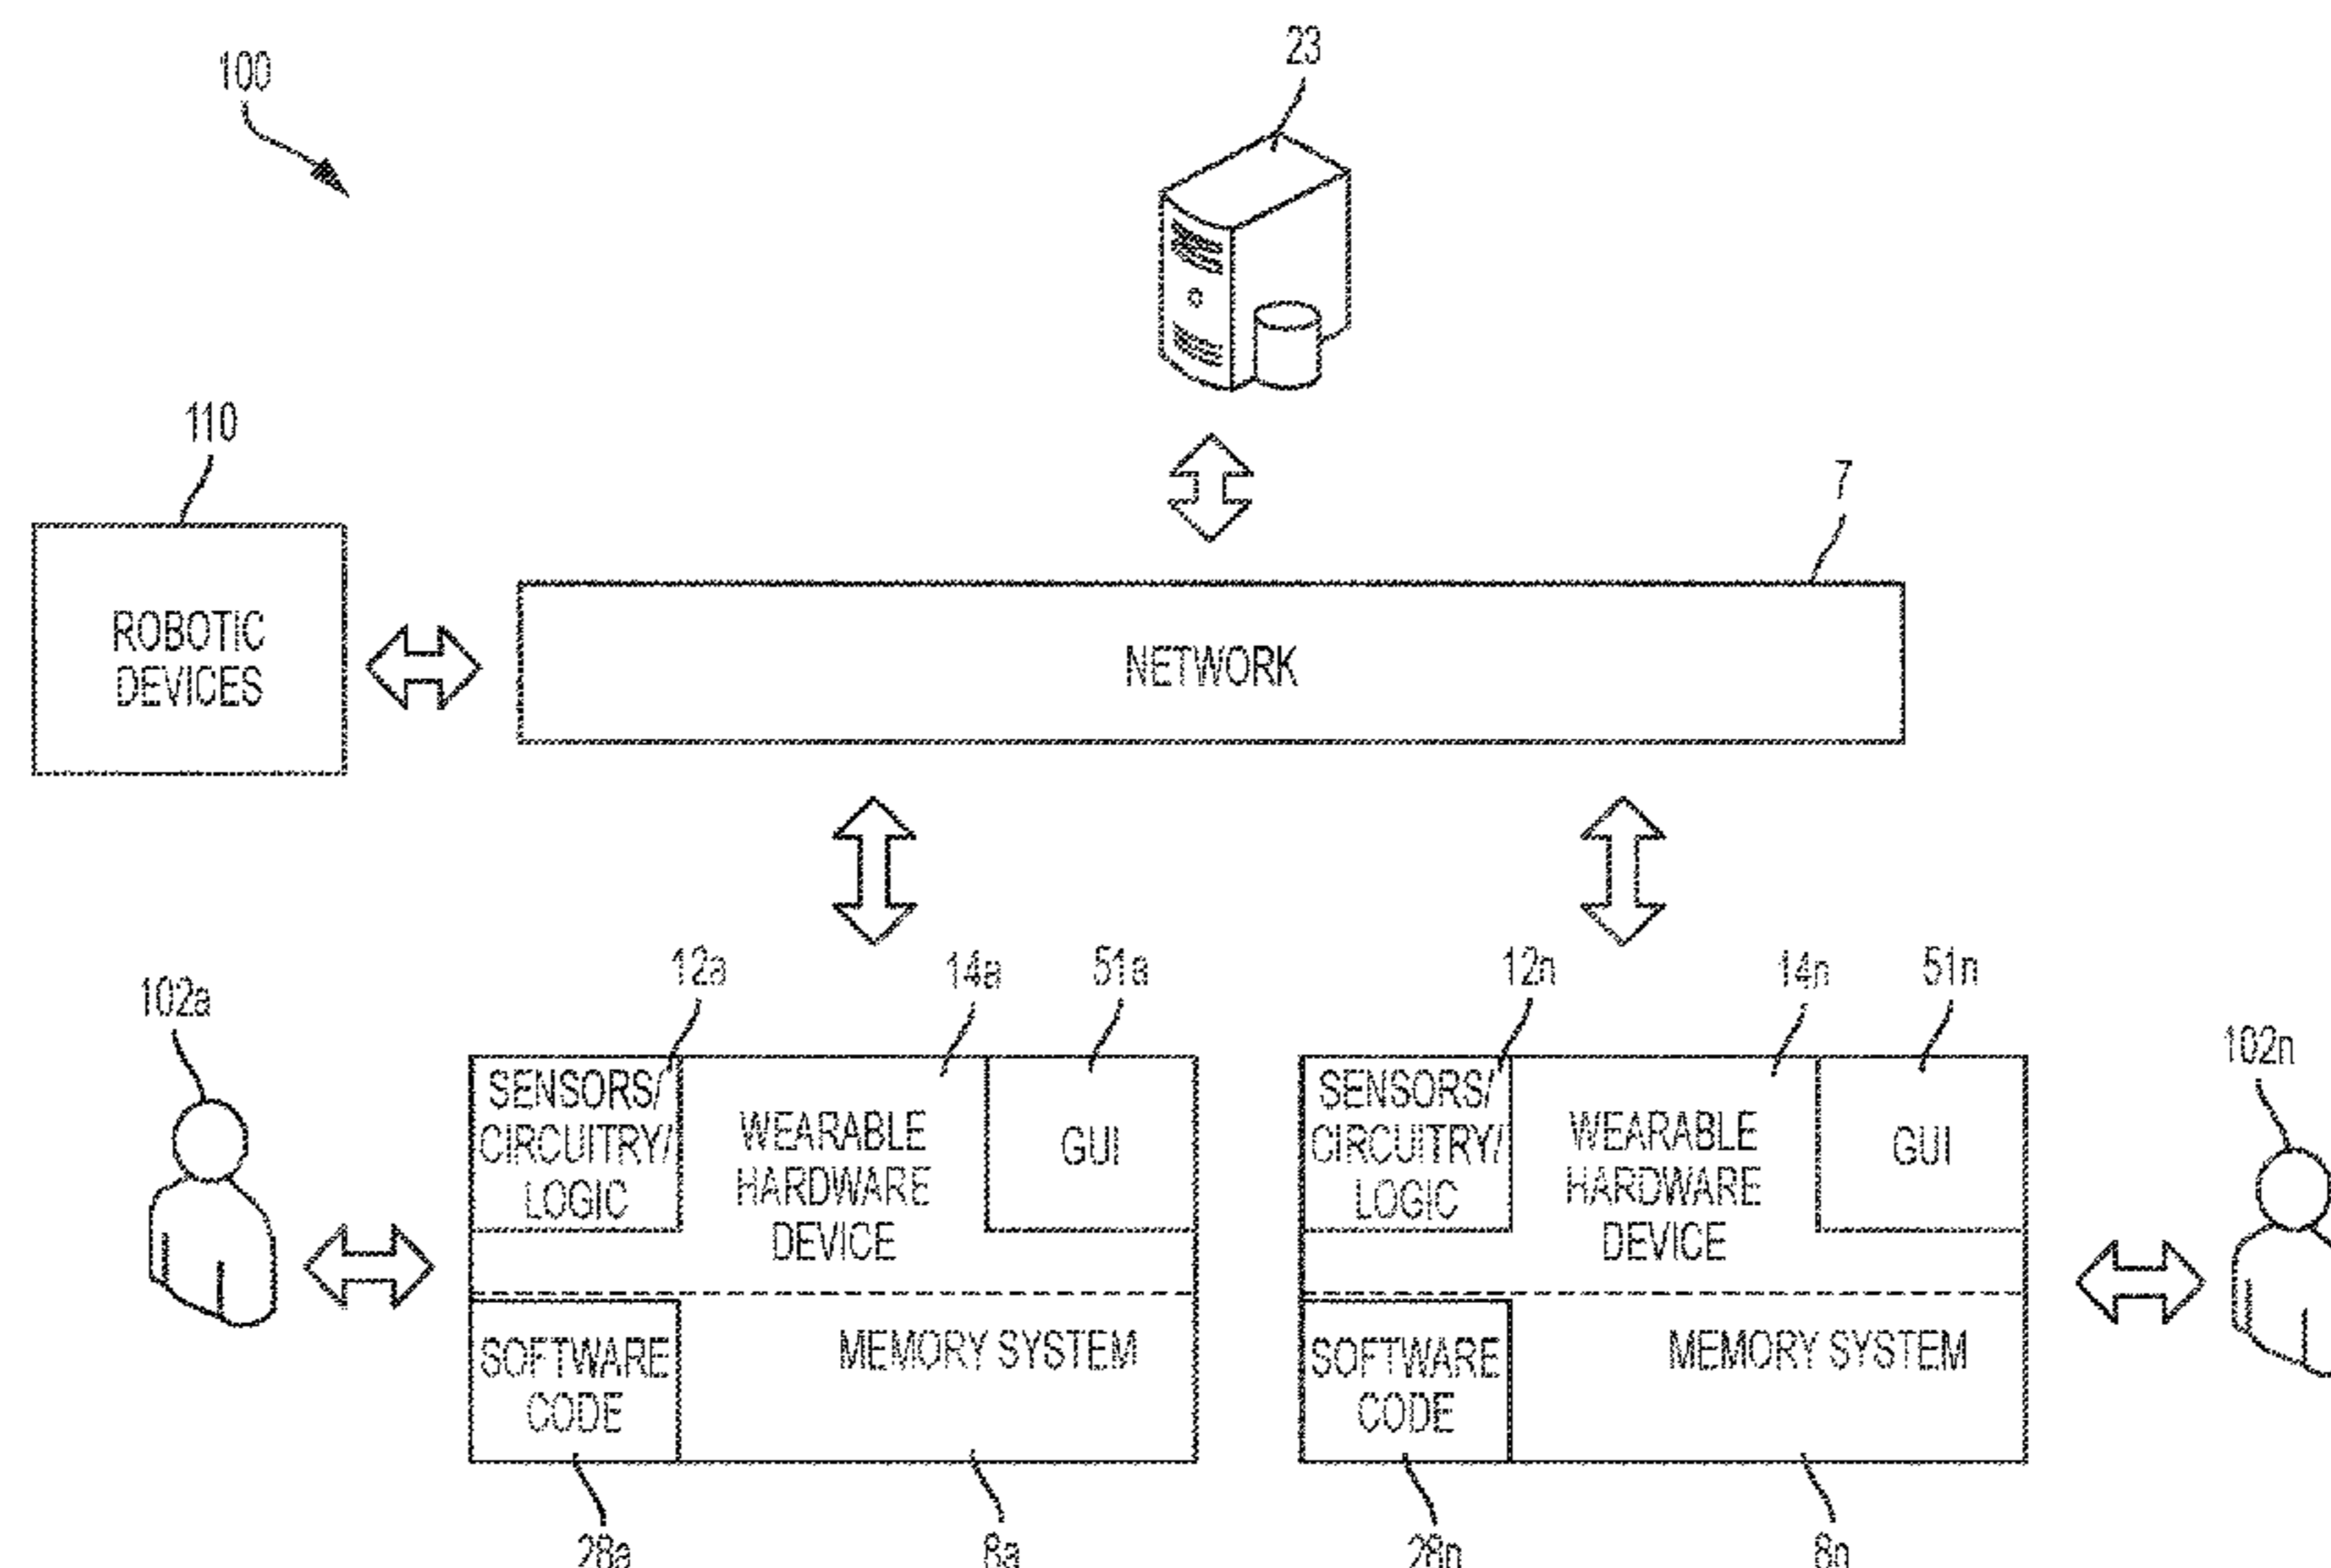 100
23
110
7
ROBOTIC
DEVICES
NETWORK
102a
12a
14a
51a
12n
14n
51n
102n
SENSORS/
CIRCUITRY/
LOGIC
WEARABLE
HARDWARE
DEVICE
GUI
SENSORS/
CIRCUITRY/
LOGIC
WEARABLE
HARDWARE
DEVICE
GUI
SOFTWARE
CODE
MEMORY SYSTEM
SOFTWARE
CODE
MEMORY SYSTEM
28a
8a
28n
8n